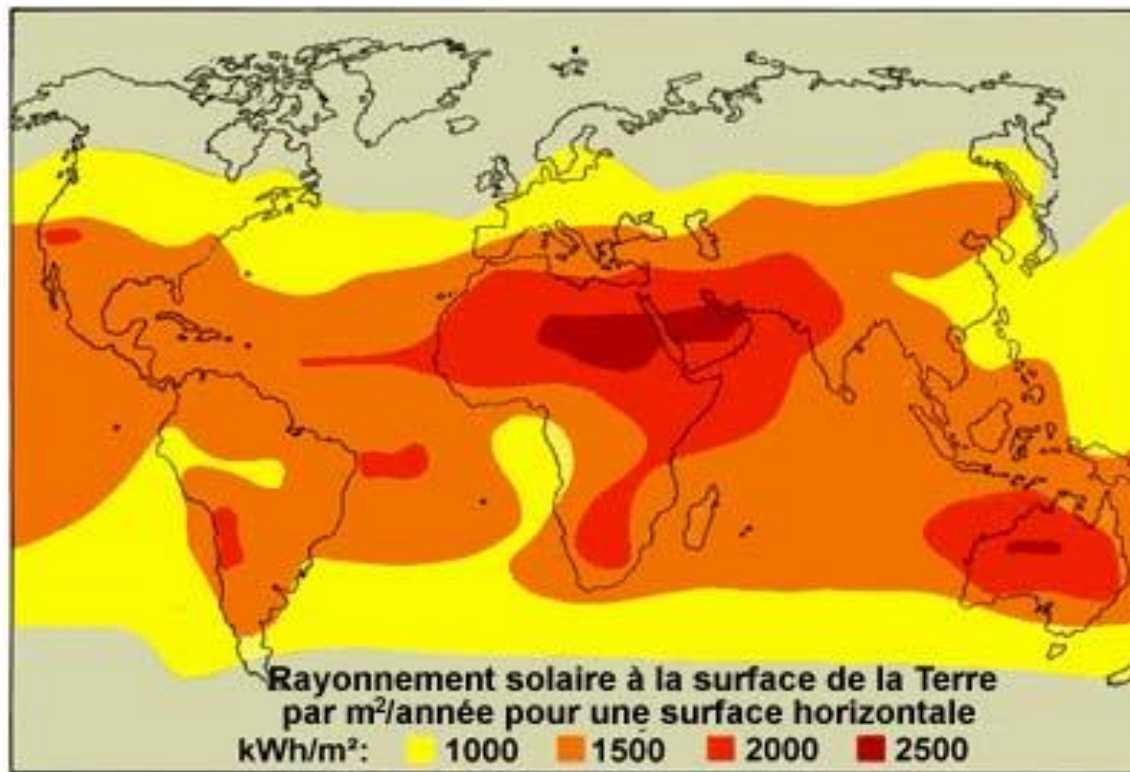 Rayonnement solaire à la surface de la Terre
par m²/année pour une surface horizontale
kWh/m²: 1000 1500 2000 2500